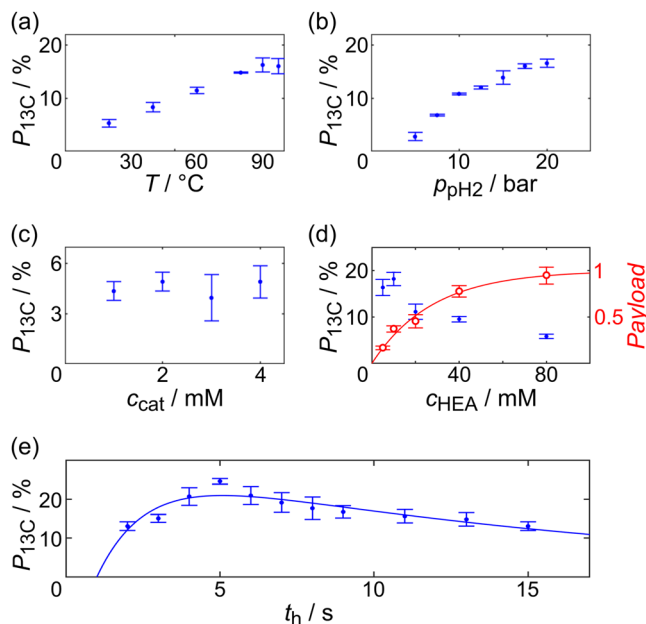 (a)
P13C / %
20
10
0
30
60
90
T / °C
(b)
P13C / %
20
10
0
10
20
ppH2 / bar
(c)
P13C / %
6
3
0
2
4
ccat / mM
(d)
P13C / %
20
10
0
40
80
1
0.5
Payload
cHEA / mM
(e)
P13C / %
20
10
0
5
10
15
th / s